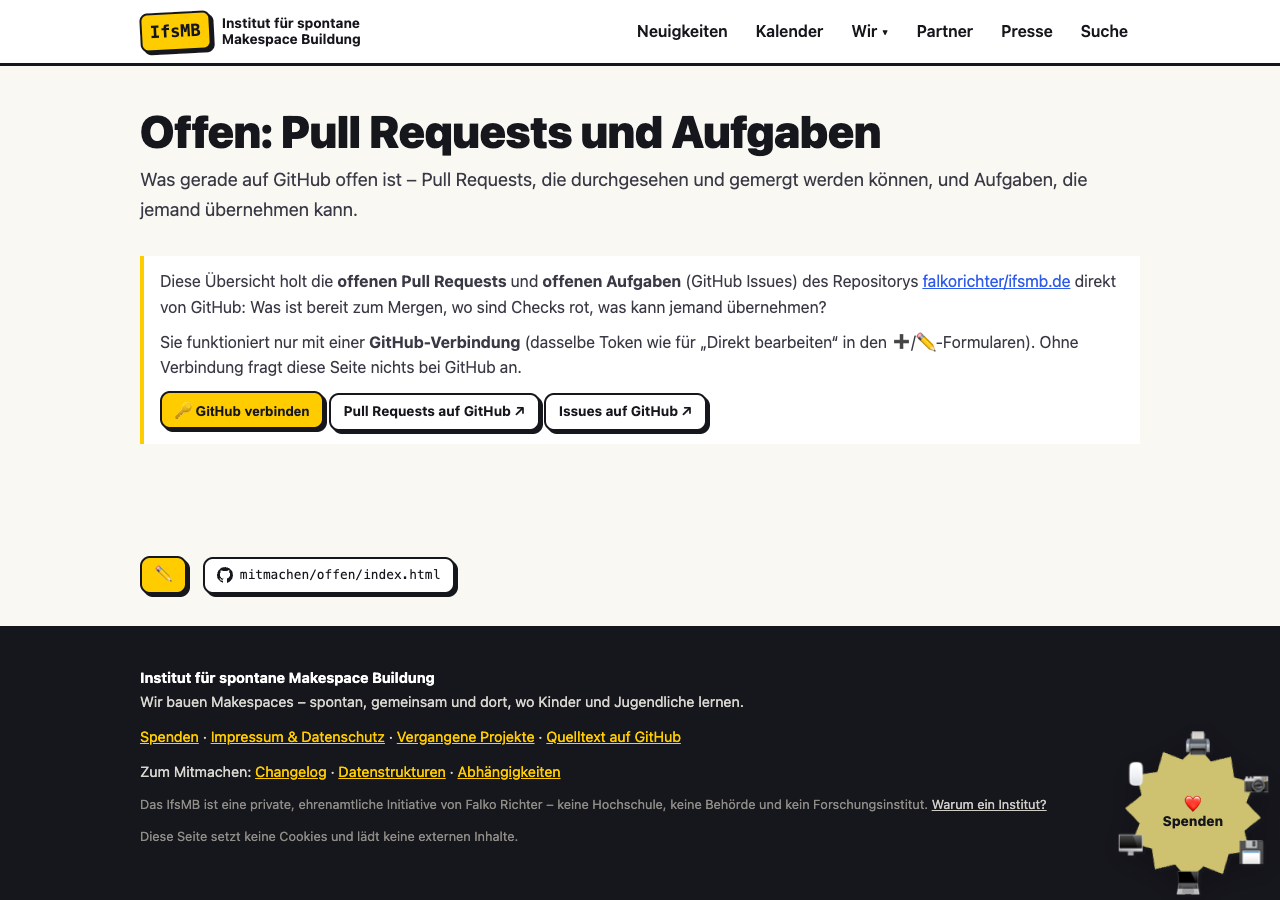 IfsMB
Institut für spontane
Makespace Buildung
Neuigkeiten
Kalender
Wir ▾
Partner
Presse
Suche
Offen: Pull Requests und Aufgaben
Was gerade auf GitHub offen ist – Pull Requests, die durchgesehen und gemergt werden können, und Aufgaben, die
jemand übernehmen kann.
Diese Übersicht holt die offenen Pull Requests und offenen Aufgaben (GitHub Issues) des Repositorys falkorichter/ifsmb.de direkt
von GitHub: Was ist bereit zum Mergen, wo sind Checks rot, was kann jemand übernehmen?
Sie funktioniert nur mit einer GitHub-Verbindung (dasselbe Token wie für „Direkt bearbeiten“ in den ➕/✏️-Formularen). Ohne
Verbindung fragt diese Seite nichts bei GitHub an.
🔑 GitHub verbinden
Pull Requests auf GitHub ↗
Issues auf GitHub ↗
✏️
mitmachen/offen/index.html
Institut für spontane Makespace Buildung
Wir bauen Makespaces – spontan, gemeinsam und dort, wo Kinder und Jugendliche lernen.
Spenden · Impressum & Datenschutz · Vergangene Projekte · Quelltext auf GitHub
Zum Mitmachen: Changelog · Datenstrukturen · Abhängigkeiten
Das IfsMB ist eine private, ehrenamtliche Initiative von Falko Richter – keine Hochschule, keine Behörde und kein Forschungsinstitut. Warum ein Institut?
Diese Seite setzt keine Cookies und lädt keine externen Inhalte.
❤️
Spenden